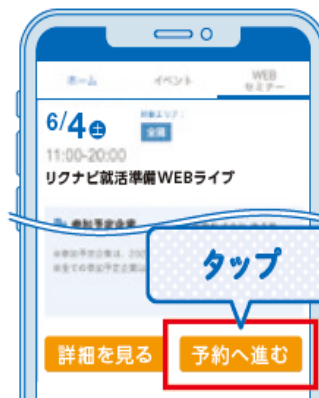 ホーム イベント WEB
セミナー
6/4土
対象エリア：
全国
11:00-20:00
リクナビ就活準備WEBライブ
参加予定企業
タップ
詳細を見る 予約へ進む